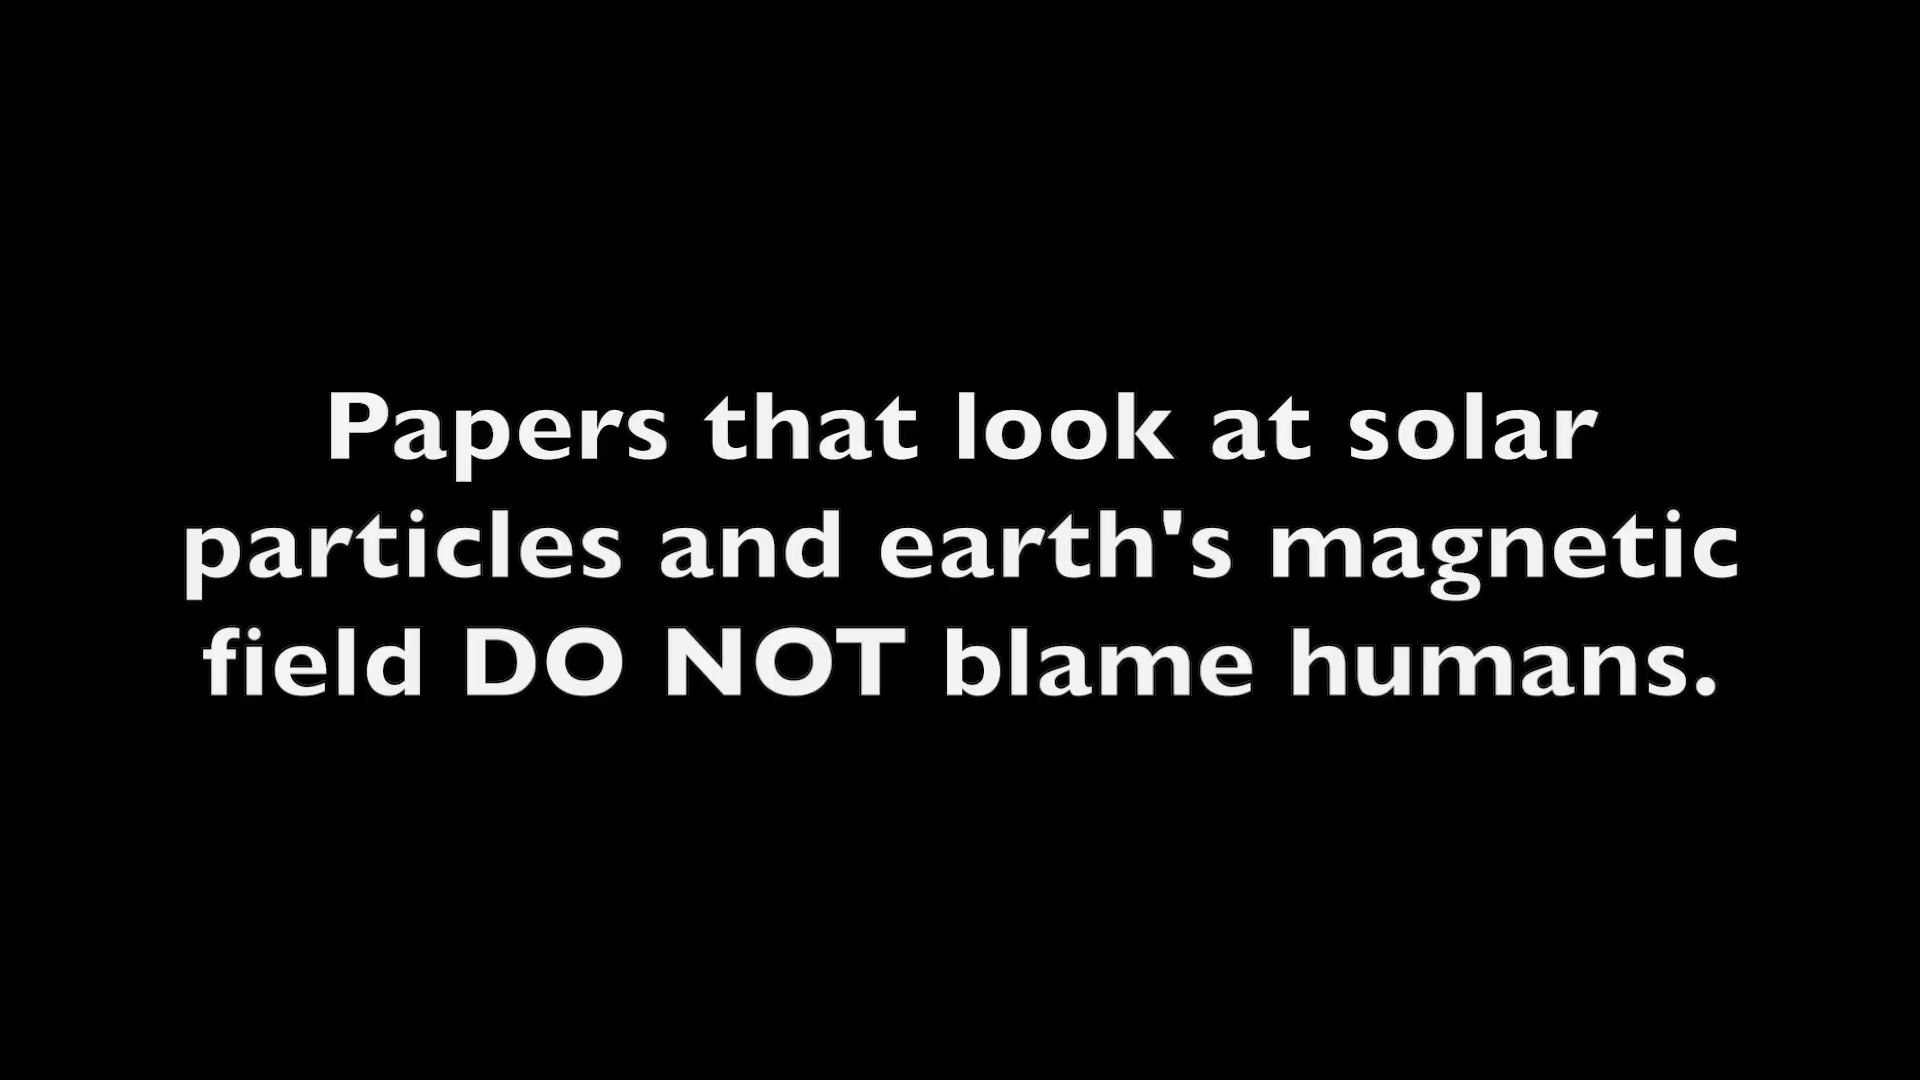 Papers that look at solar
particles and earth's magnetic
field DO NOT blame humans.